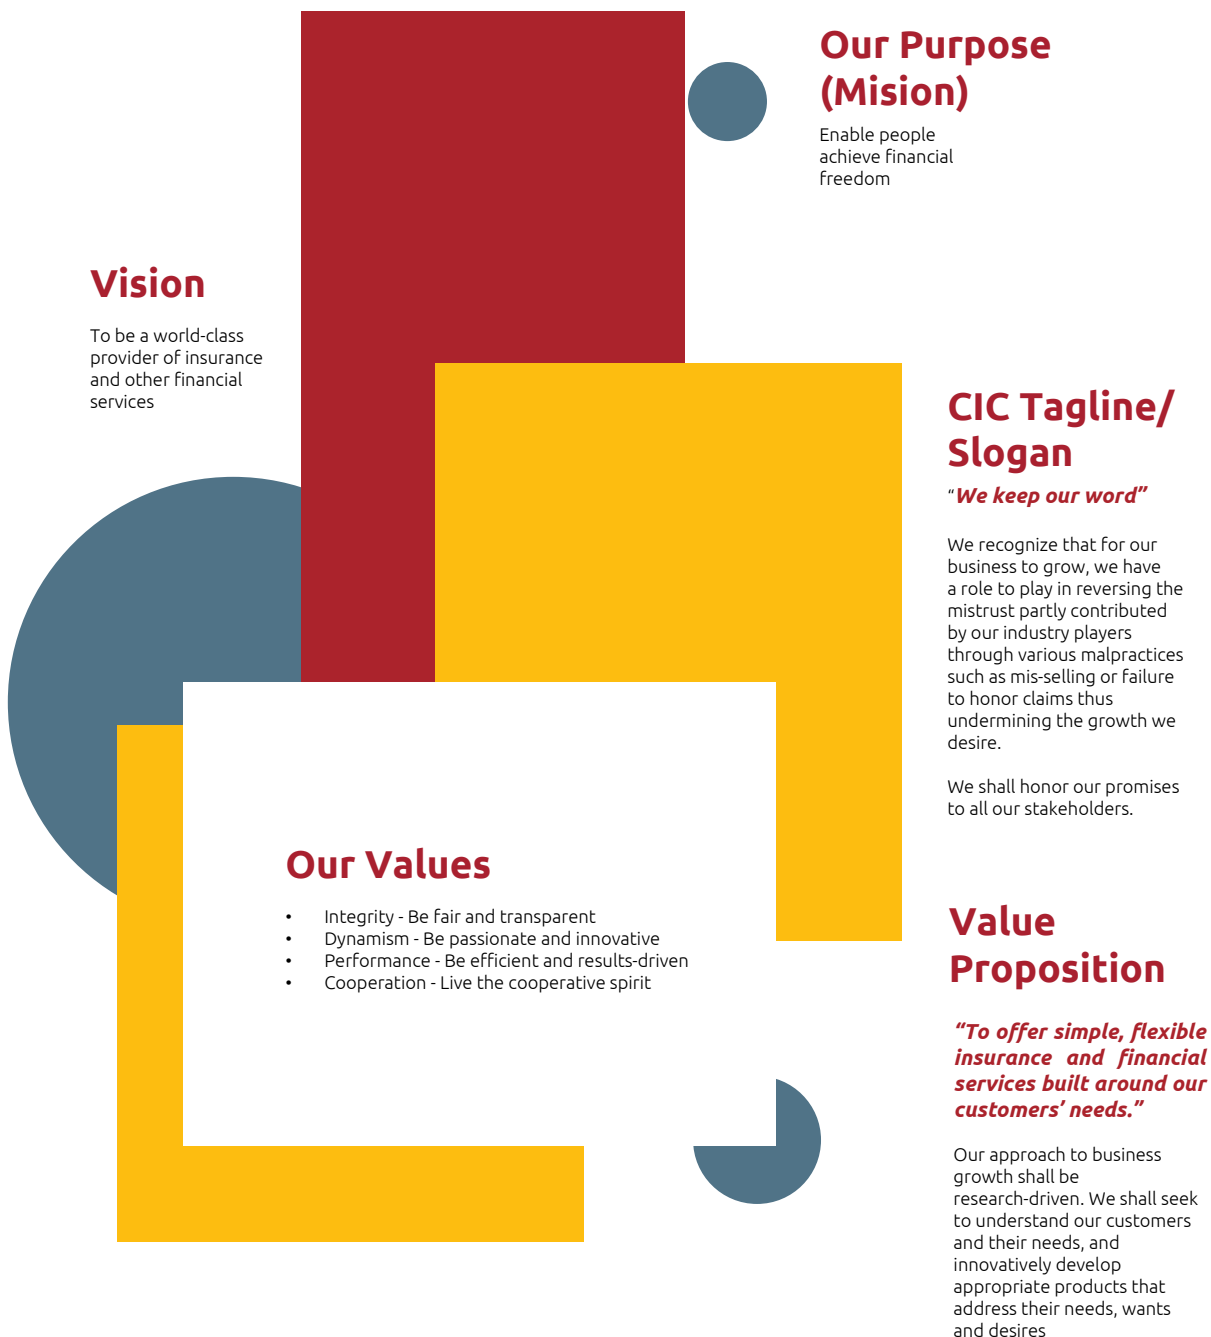 Our Purpose
(Mision)
Enable people
achieve financial
freedom
Vision
To be a world-class
provider of insurance
and other financial
services
CIC Tagline/
Slogan
“We keep our word”
We recognize that for our
business to grow, we have
a role to play in reversing the
mistrust partly contributed
by our industry players
through various malpractices
such as mis-selling or failure
to honor claims thus
undermining the growth we
desire.
We shall honor our promises
to all our stakeholders.
Our Values
• Integrity - Be fair and transparent
• Dynamism - Be passionate and innovative
• Performance - Be efficient and results-driven
• Cooperation - Live the cooperative spirit
Value
Proposition
“To offer simple, flexible
insurance and financial
services built around our
customers’ needs.”
Our approach to business
growth shall be
research-driven. We shall seek
to understand our customers
and their needs, and
innovatively develop
appropriate products that
address their needs, wants
and desires